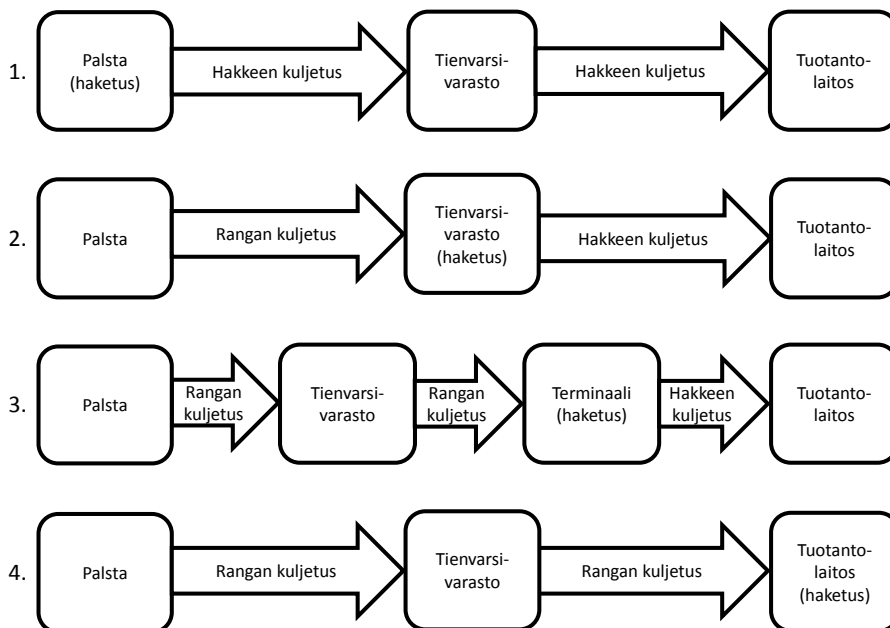 1.
Palsta
(haketus)
Hakkeen kuljetus
Tienvarsi-
varasto
Hakkeen kuljetus
Tuotanto-
laitos
2.
Palsta
Rangan kuljetus
Tienvarsi-
varasto
(haketus)
Hakkeen kuljetus
Tuotanto-
laitos
3.
Palsta
Rangan
kuljetus
Tienvarsi-
varasto
Rangan
kuljetus
Terminaali
(haketus)
Hakkeen
kuljetus
Tuotanto-
laitos
4.
Palsta
Rangan kuljetus
Tienvarsi-
varasto
Rangan kuljetus
Tuotanto-
laitos
(haketus)